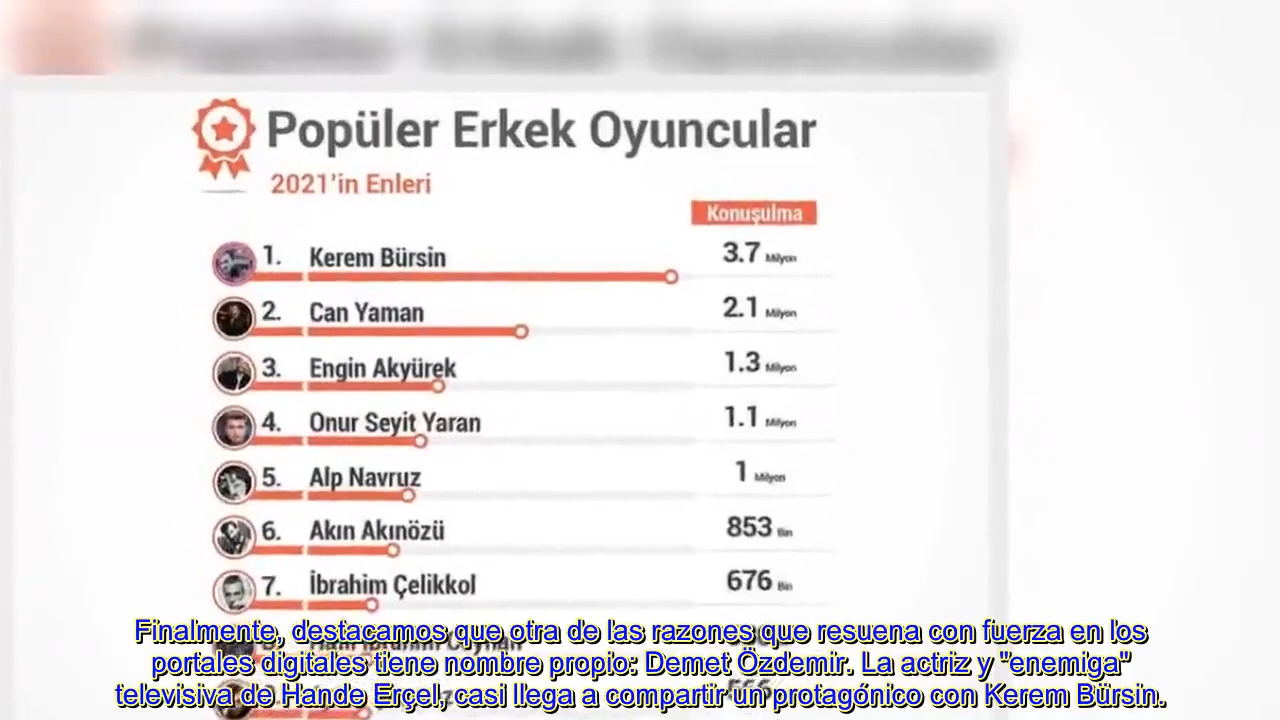 Popüler Erkek Oyuncular
2021'in Enleri
Konuşulma
1. Kerem Bürsin 3.7 Milyon
2. Can Yaman 2.1 Milyon
3. Engin Akyürek 1.3 Milyon
4. Onur Seyit Yaran 1.1 Milyon
5. Alp Navruz 1 Milyon
6. Akın Akınözü 853 Bin
7. İbrahim Çelikkol 676 Bin
Finalmente, destacamos que otra de las razones que resuena con fuerza en los
portales digitales tiene nombre propio: Demet Özdemir. La actriz y "enemiga"
televisiva de Hande Erçel, casi llega a compartir un protagónico con Kerem Bürsin.